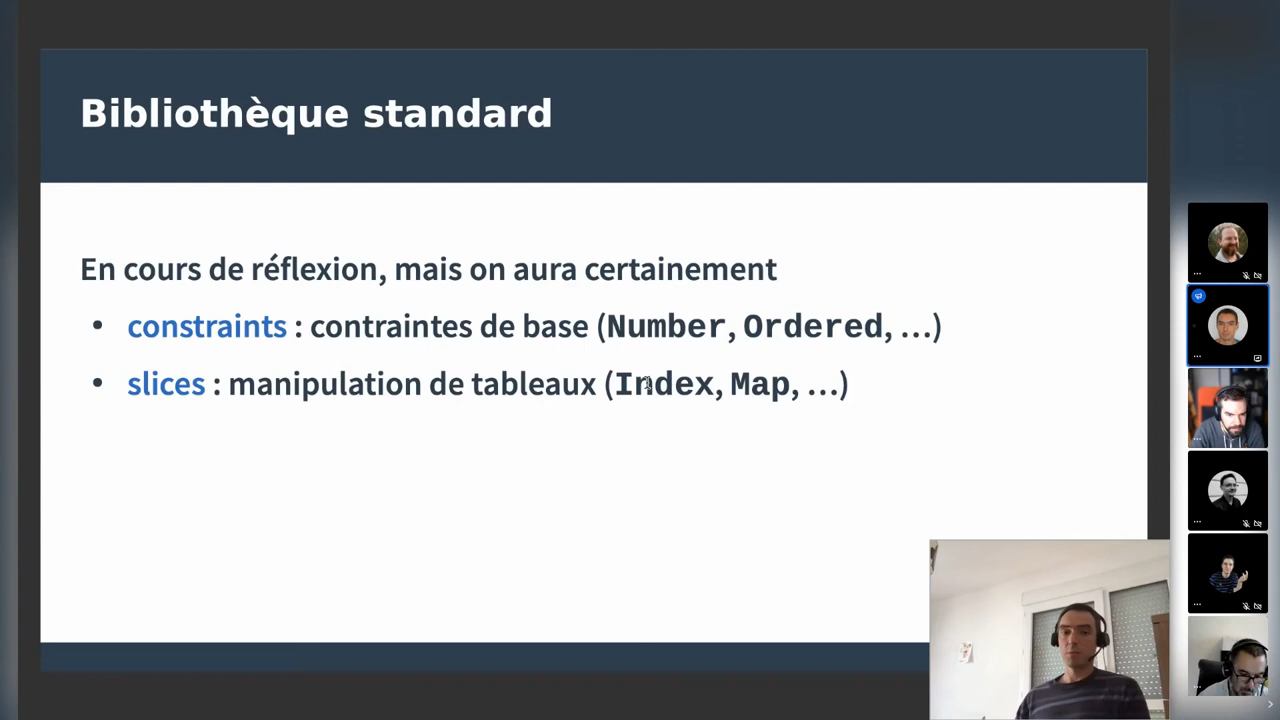 Bibliothèque standard
En cours de réflexion, mais on aura certainement
• constraints : contraintes de base (Number, Ordered, …)
• slices : manipulation de tableaux (Index, Map, …)